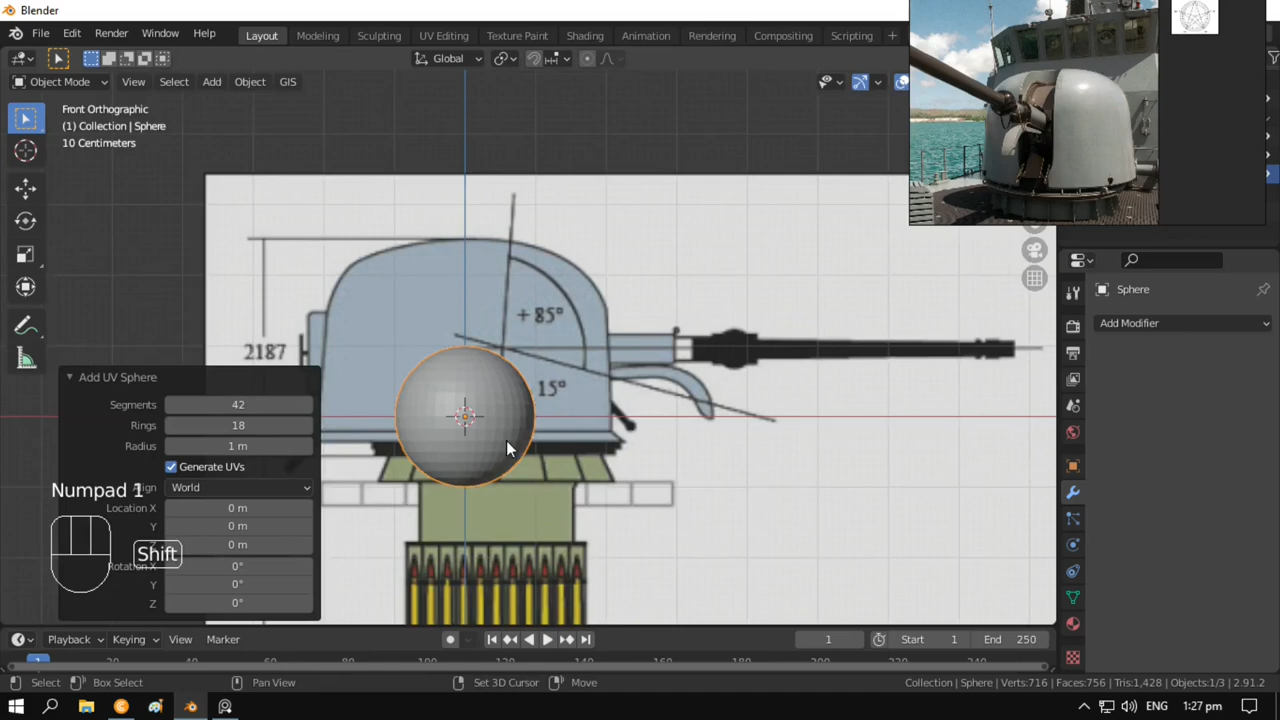 Blender
File Edit Render Window Help
Layout Modeling Sculpting UV Editing Texture Paint Shading Animation Rendering Compositing Scripting +
Global
Object Mode View Select Add Object GIS
Front Orthographic
(1) Collection | Sphere
10 Centimeters
+85°
2187
15°
Sphere
Add Modifier
Add UV Sphere
Segments 42
Rings 18
Radius 1 m
Generate UVs
Align World
Location X 0 m
Y 0 m
Z 0 m
Rotation X 0°
Y 0°
Z 0°
Numpad 1
Shift
Playback Keying View Marker
1 Start 1 End 250
1
Select Box Select Pan View Set 3D Cursor Move
Collection | Sphere Verts:716 | Faces:756 | Tris:1,428 | Objects:1/3 | 2.91.2
ENG 1:27 pm